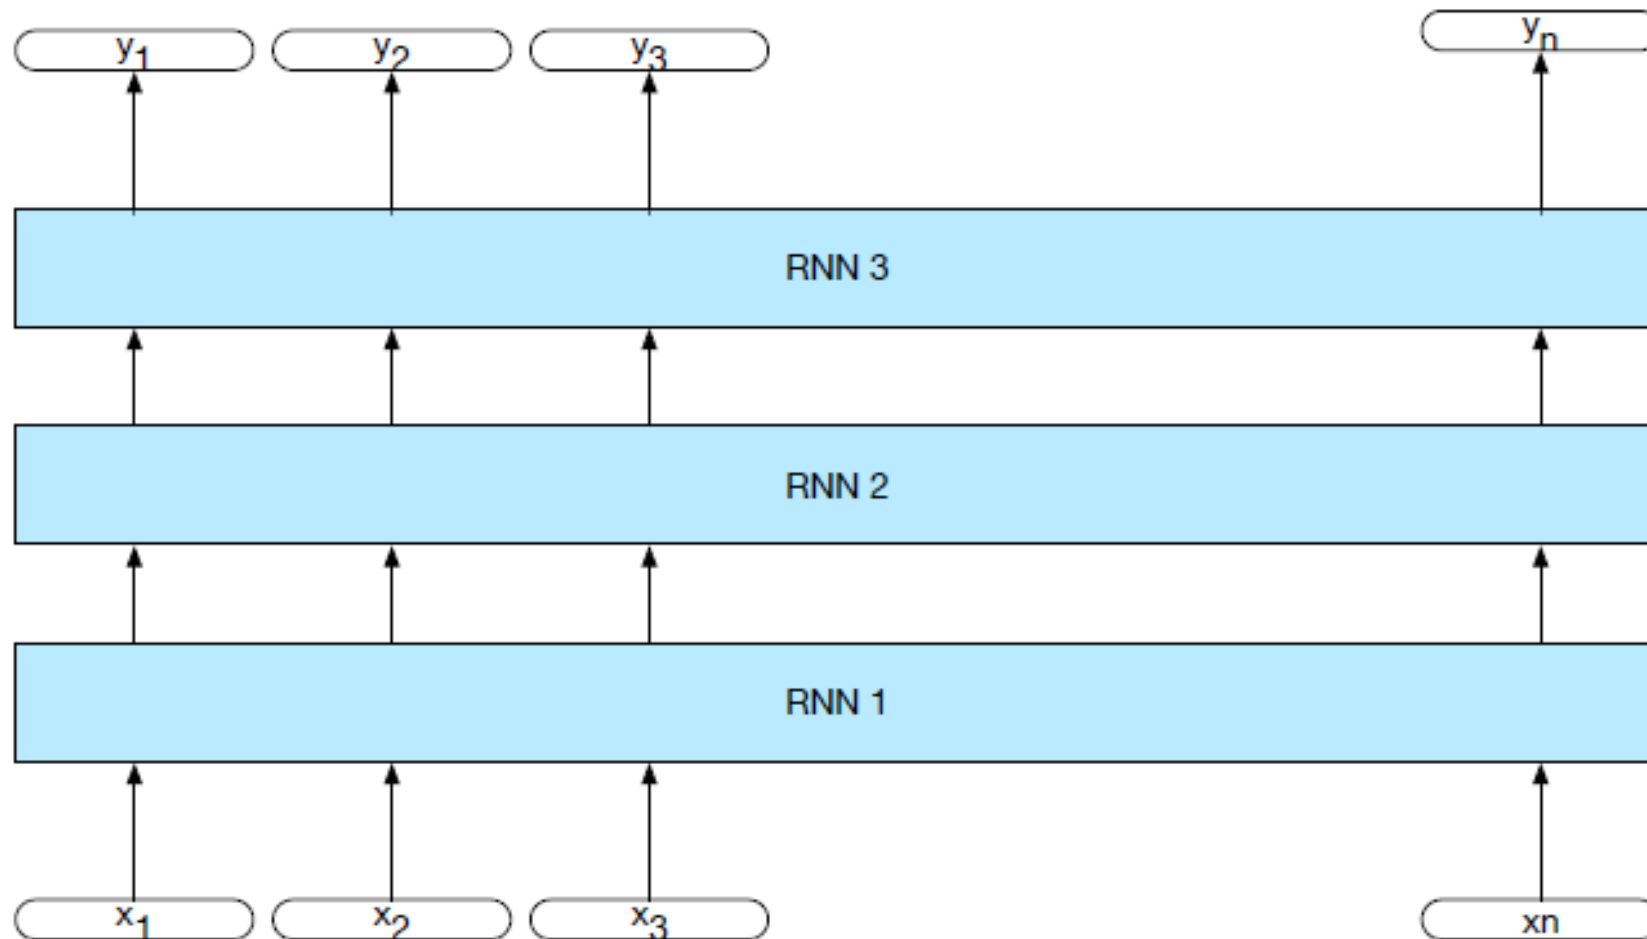 y₁ y₂ y₃ yₙ
RNN 3
RNN 2
RNN 1
x₁ x₂ x₃ xn